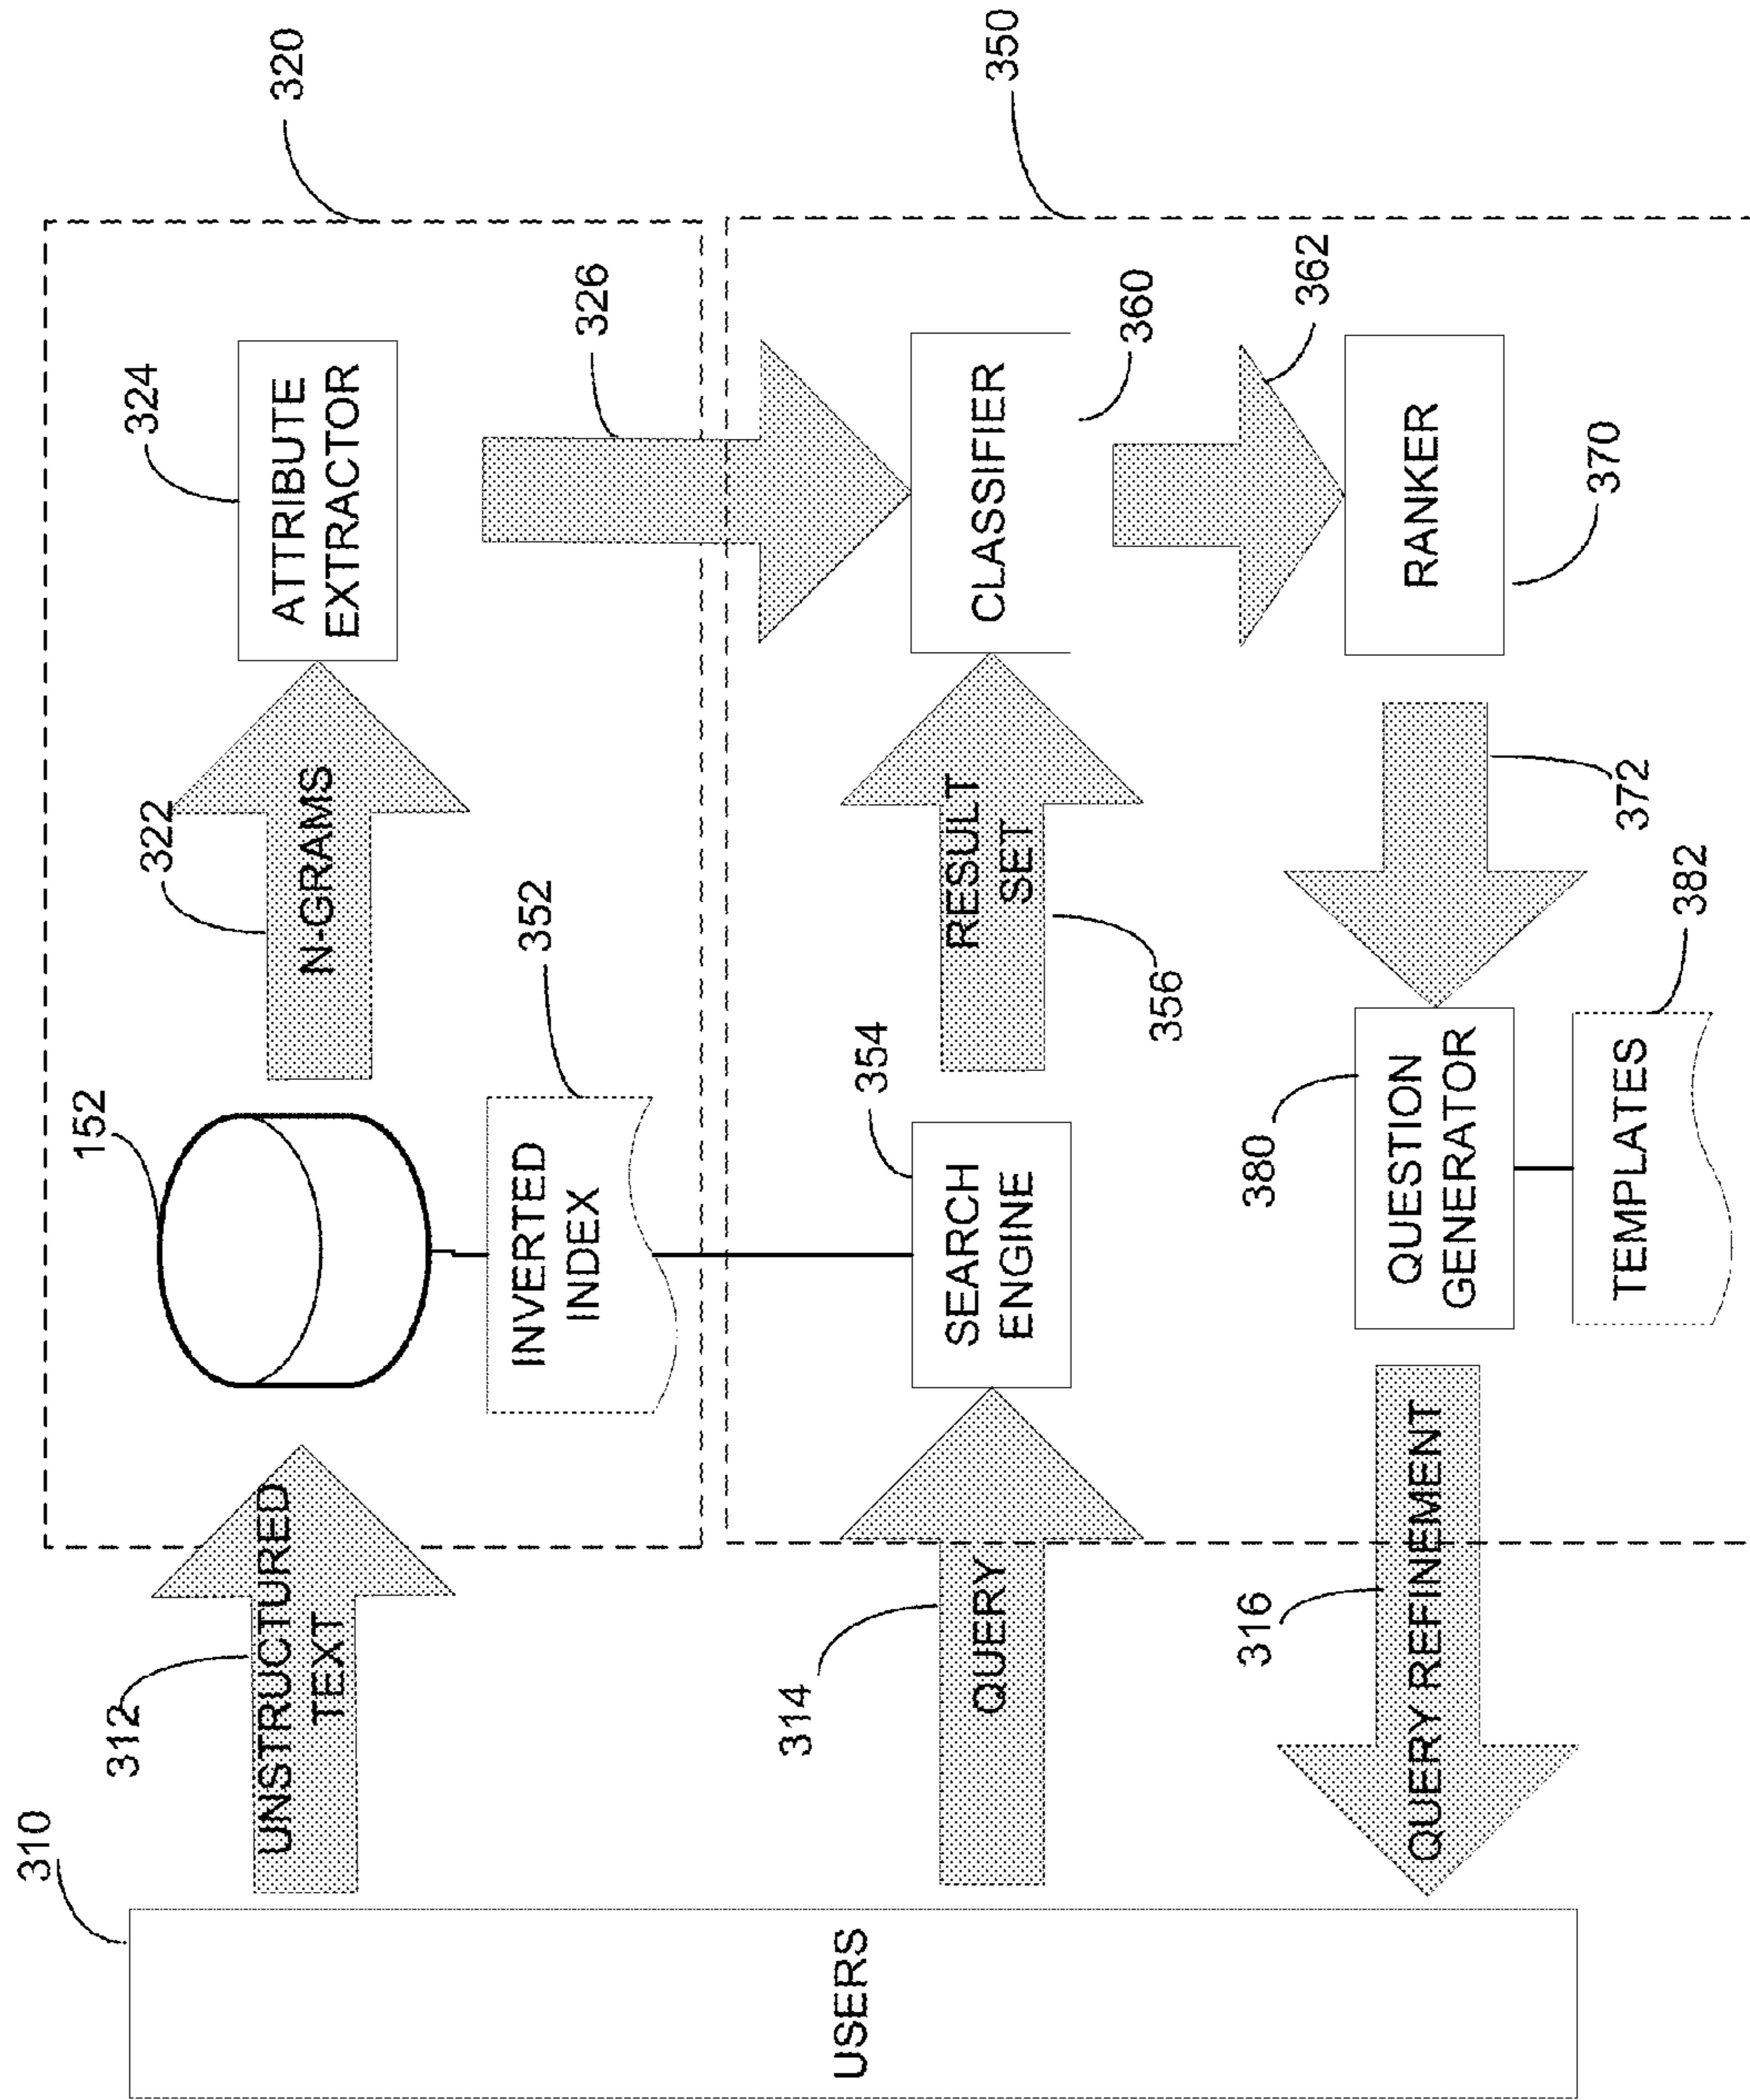 310
USERS
312
UNSTRUCTURED
TEXT
152
322
N-GRAMS
324
ATTRIBUTE
EXTRACTOR
320
INVERTED
INDEX
352
326
314
QUERY
SEARCH
ENGINE
354
RESULT
SET
356
CLASSIFIER
360
350
362
316
QUERY REFINEMENT
380
QUESTION
GENERATOR
TEMPLATES
382
372
RANKER
370